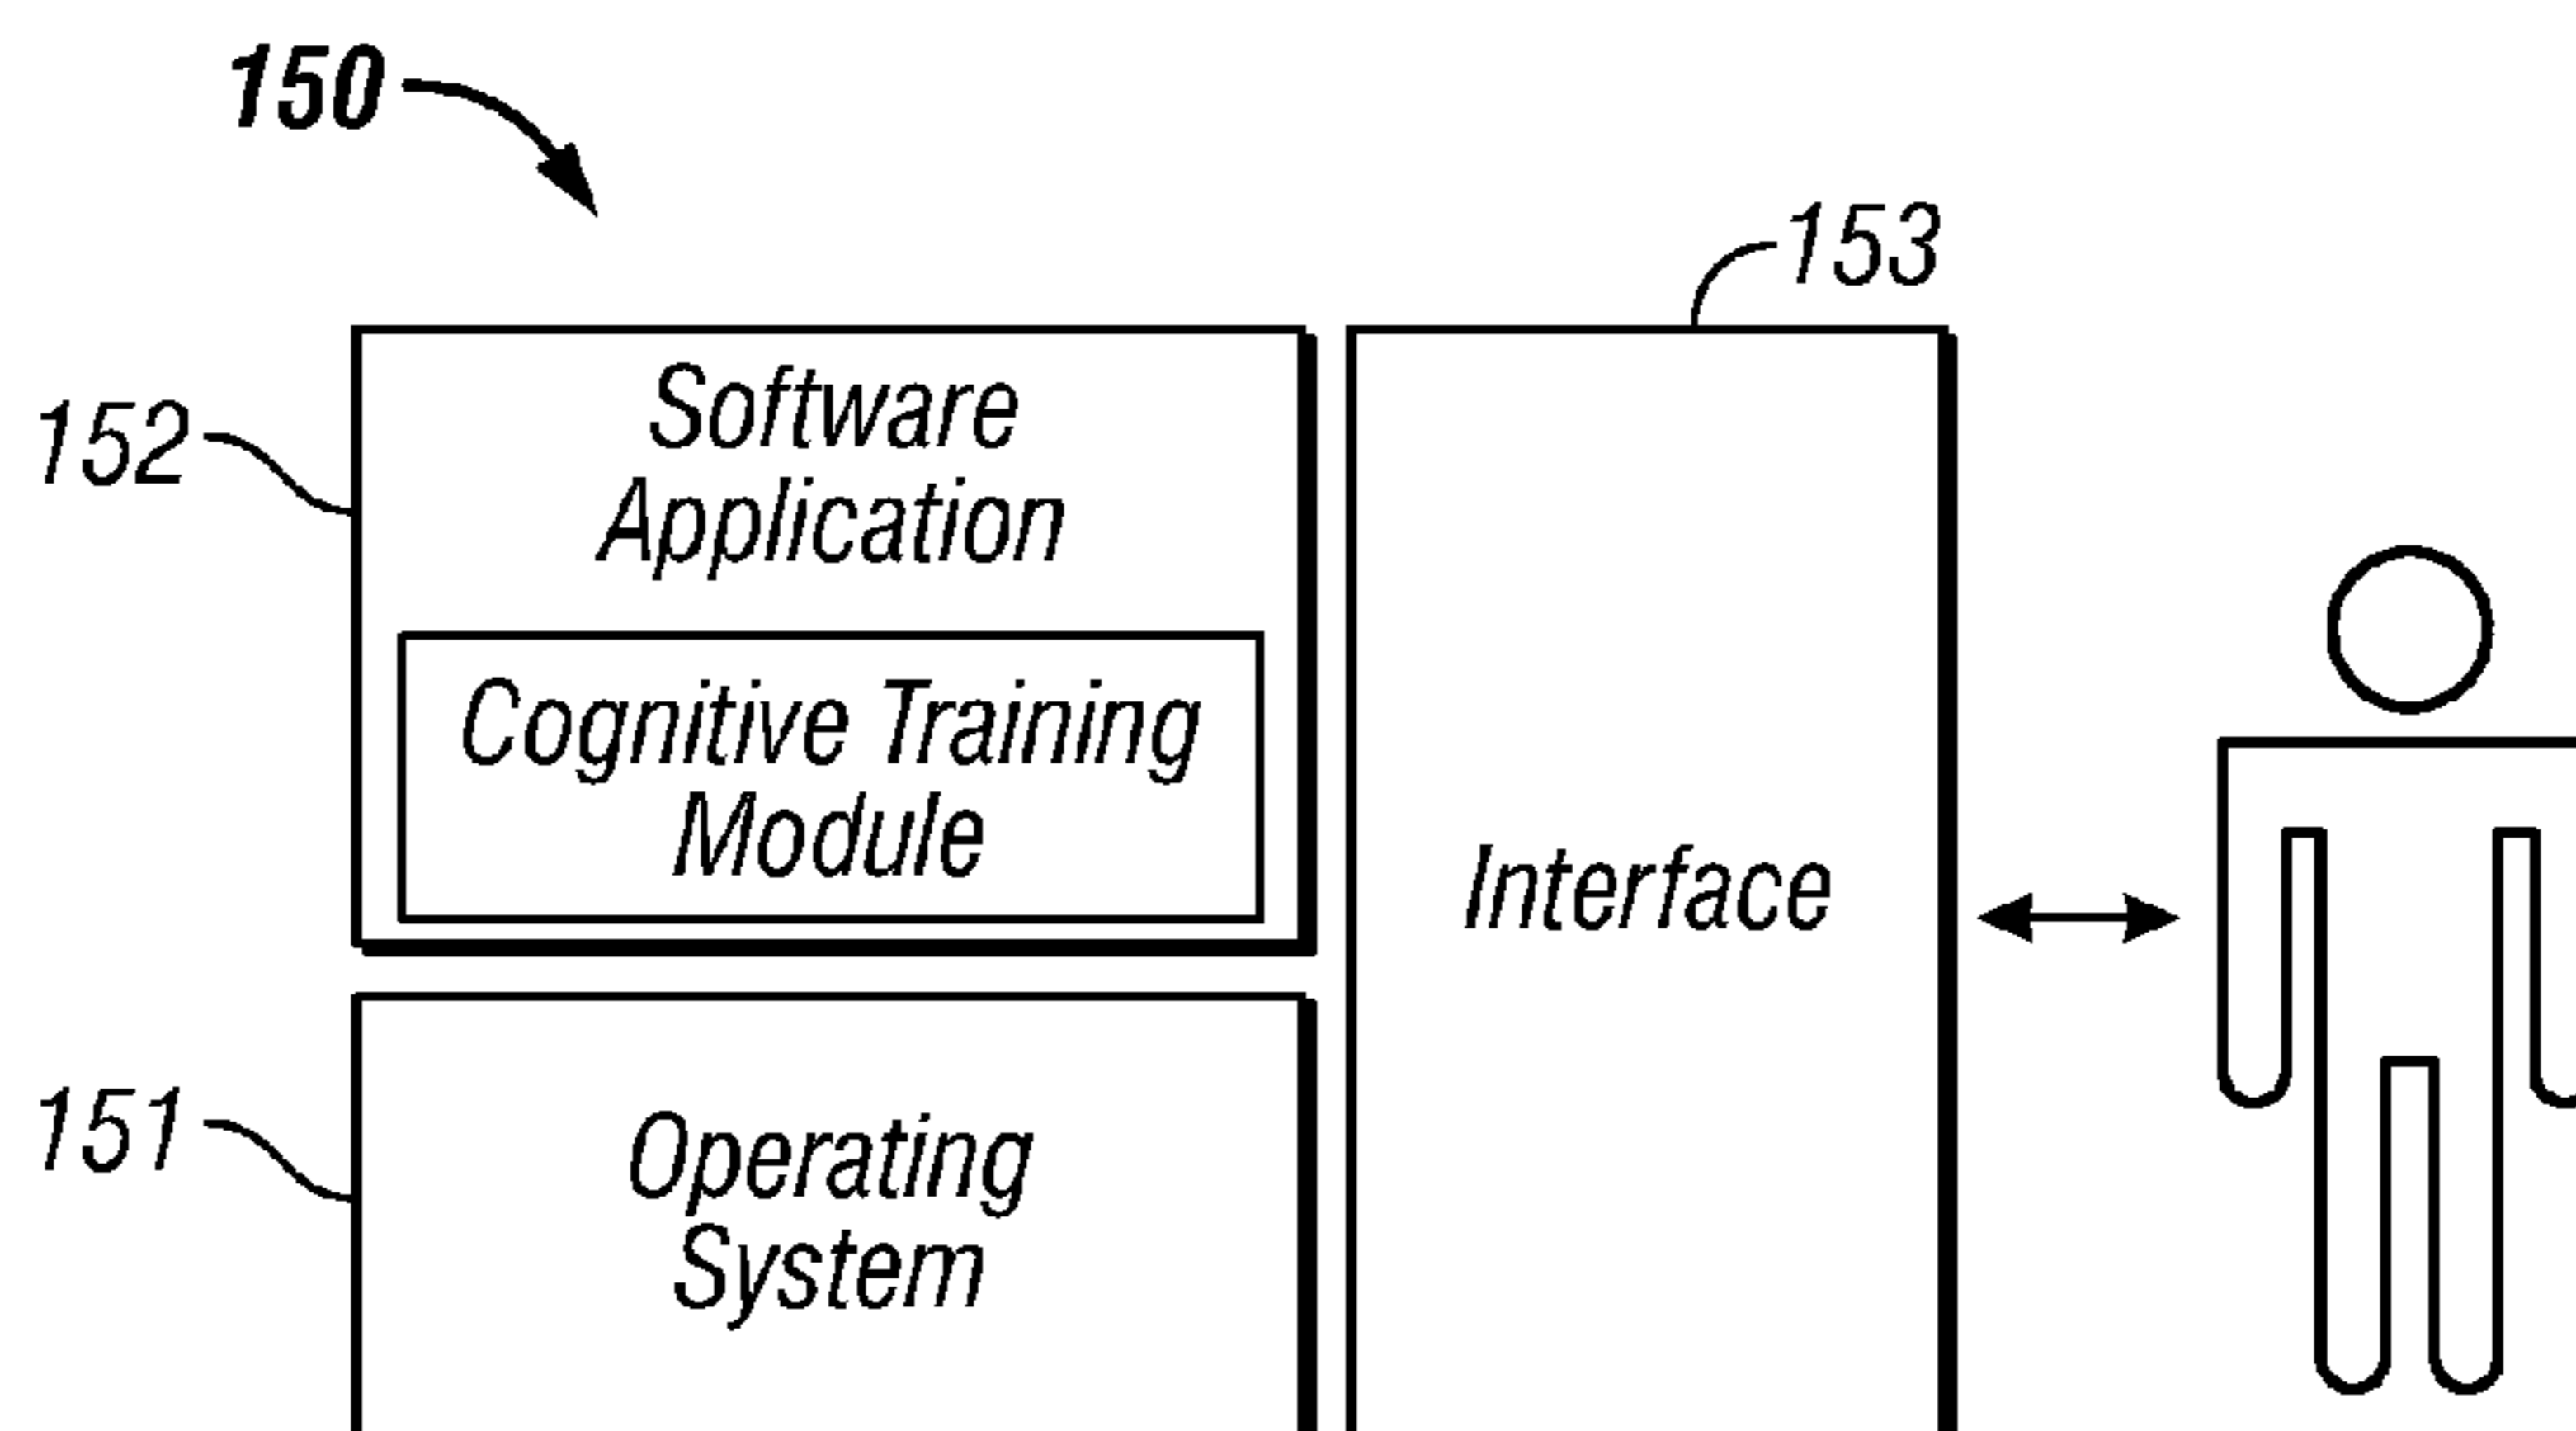 150
153
152
Software
Application
Cognitive Training
Module
Interface
151
Operating
System